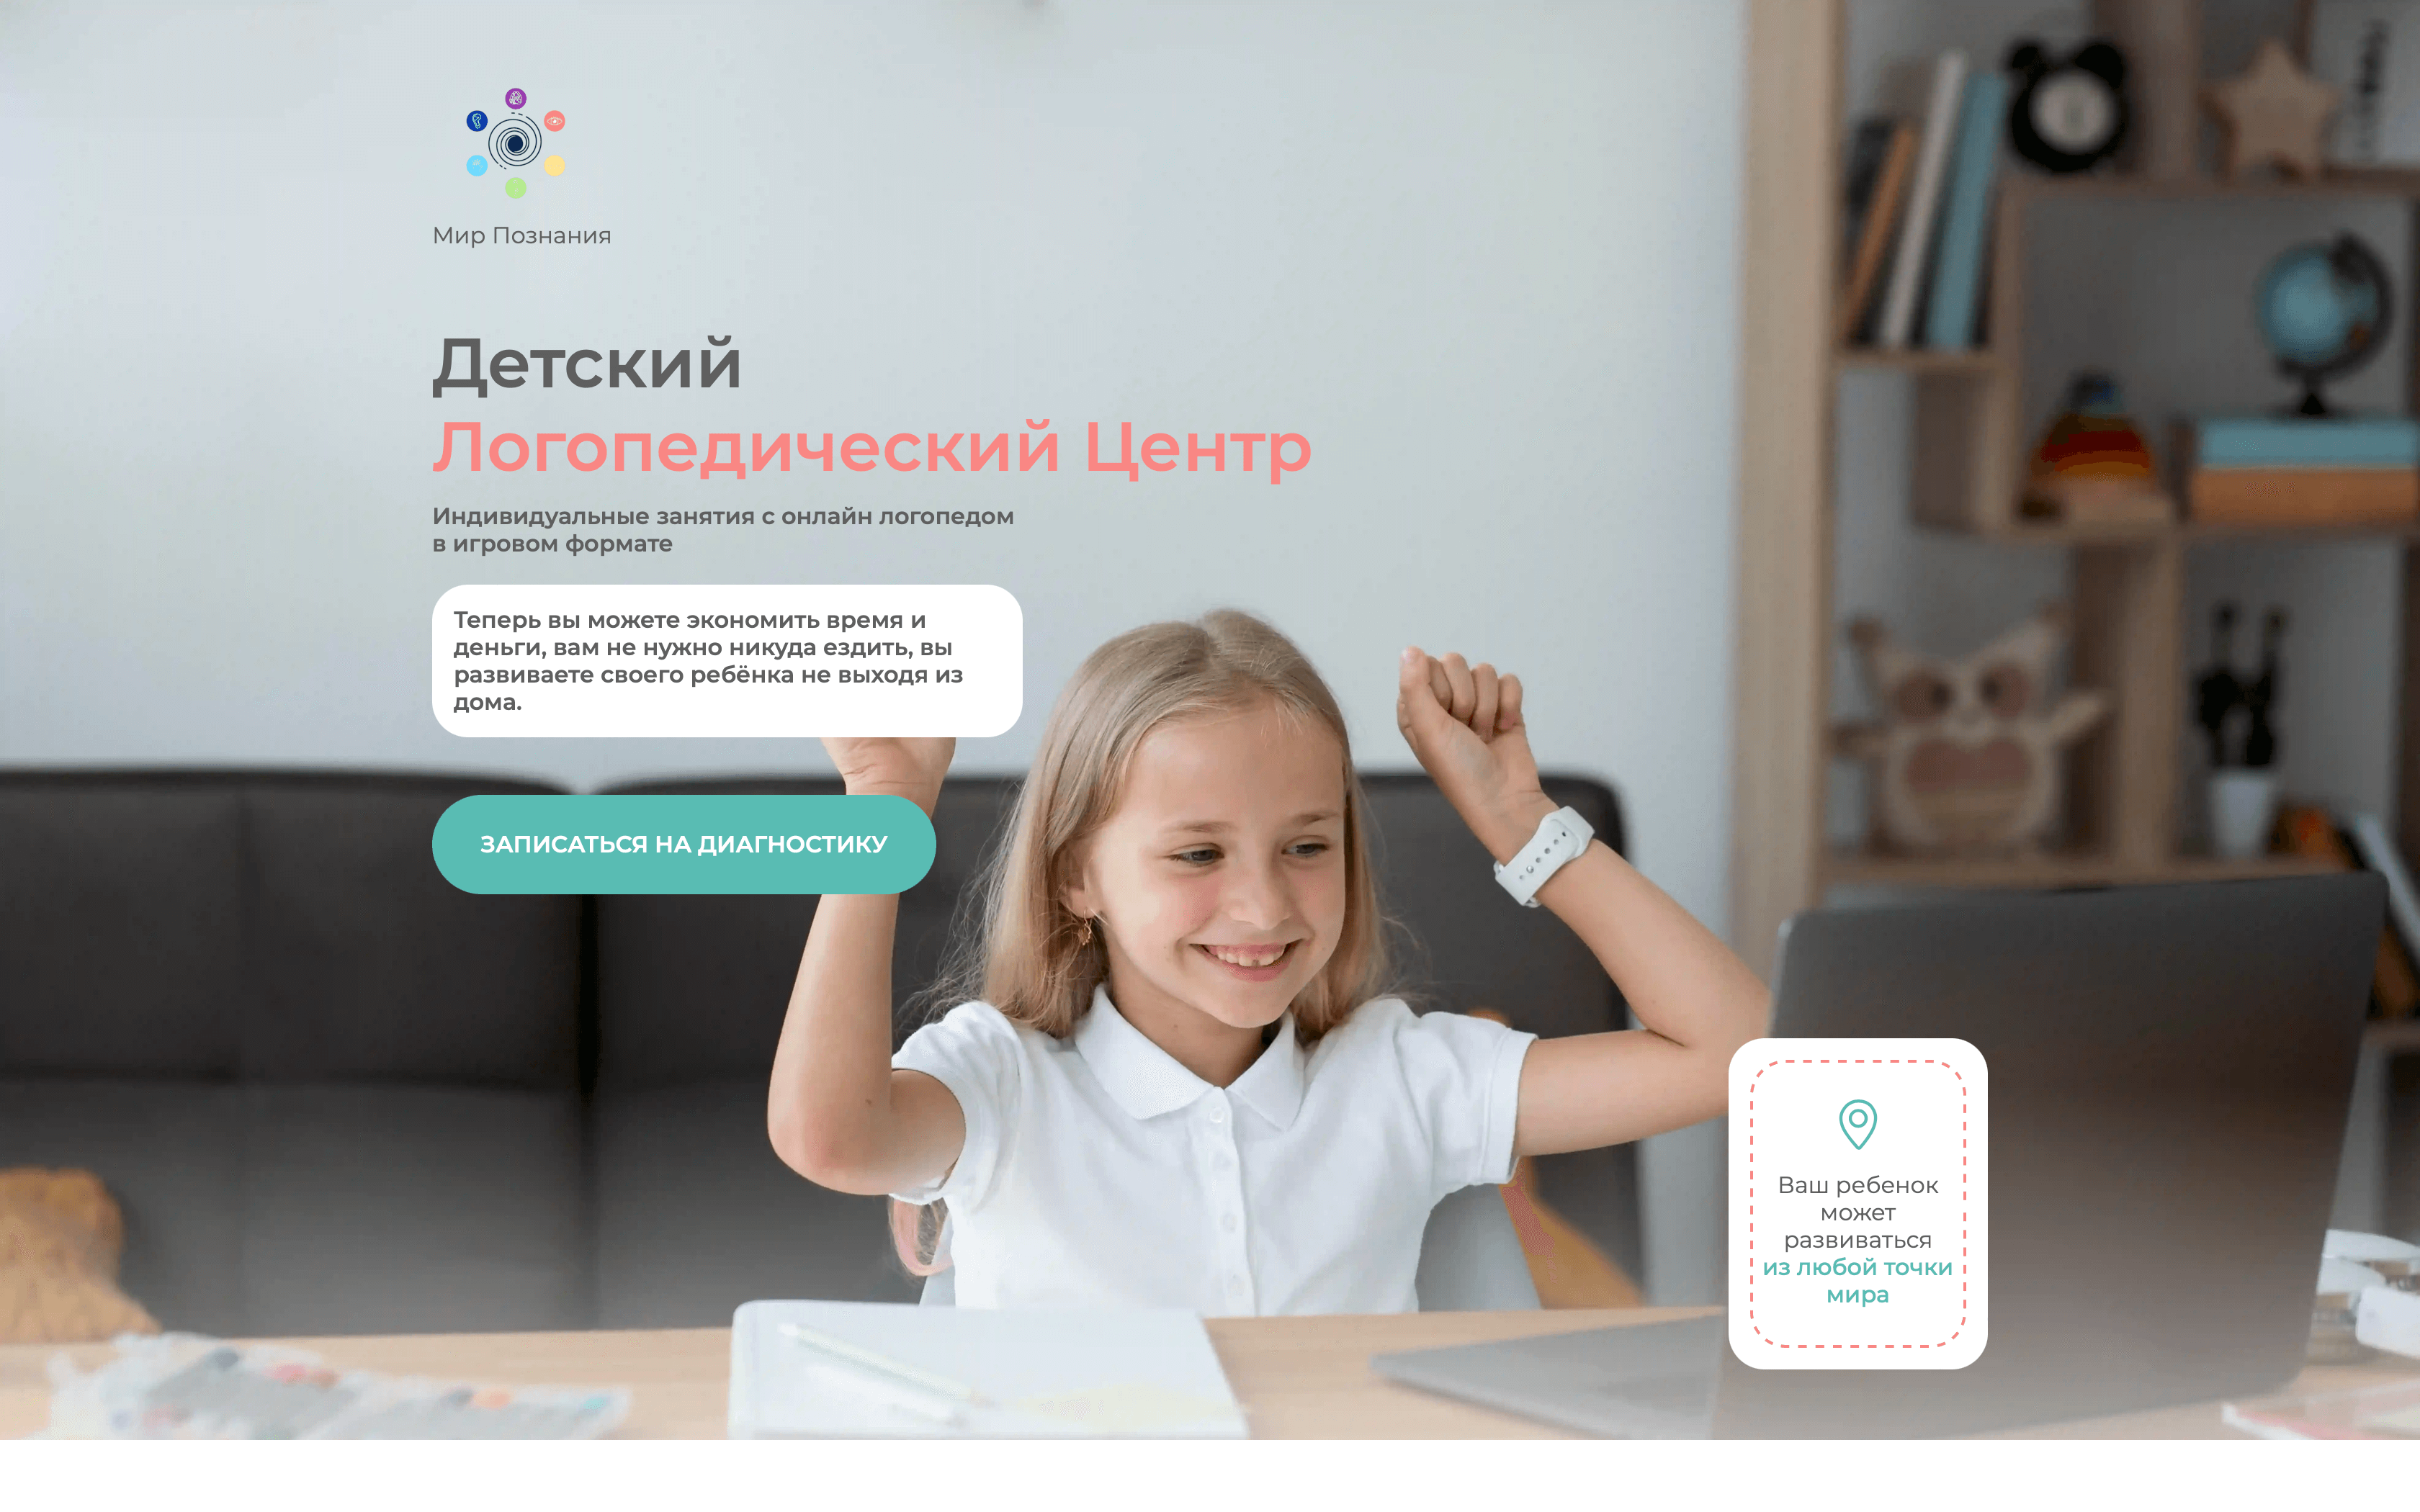 Мир Познания
Детский
Логопедический Центр
Индивидуальные занятия с онлайн логопедом
в игровом формате
Теперь вы можете экономить время и
деньги, вам не нужно никуда ездить, вы
развиваете своего ребёнка не выходя из
дома.
ЗАПИСАТЬСЯ НА ДИАГНОСТИКУ
Ваш ребенок
может
развиваться
из любой точки
мира